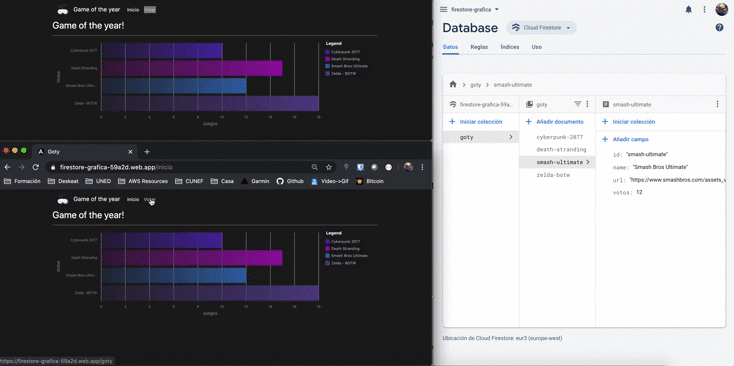 Game of the year Inicio Votar
Game of the year!
Cyberpunk 2077
Death Stranding
Smash Bros Ultim...
Zelda - BOTW
0 2 4 6 8 10 12 14 16 18
Juegos
Votos
Legend
Cyberpunk 2077
Death Stranding
Smash Bros Ultimate
Zelda - BOTW
Goty
firestore-grafica-59a2d.web.app/inicio
Formación Deskeat UNED AWS Resources CUNEF Casa Garmin Github Video->Gif Bitcoin
Game of the year Inicio Votar
Game of the year!
Cyberpunk 2077
Death Stranding
Smash Bros Ultim...
Zelda - BOTW
0 2 4 6 8 10 12 14 16 18
Juegos
Votos
Legend
Cyberpunk 2077
Death Stranding
Smash Bros Ultimate
Zelda - BOTW
https://firestore-grafica-59a2d.web.app/goty
firestore-grafica
Database
Cloud Firestore
Datos Reglas Índices Uso
goty > smash-ultimate
firestore-grafica-59a...
Iniciar colección
goty
goty
Añadir documento
cyberpunk-2077
death-stranding
smash-ultimate
zelda-botw
smash-ultimate
Iniciar colección
Añadir campo
id: "smash-ultimate"
name: "Smash Bros Ultimate"
url: "https://www.smashbros.com/assets_v
votos: 12
Ubicación de Cloud Firestore: eur3 (europe-west)